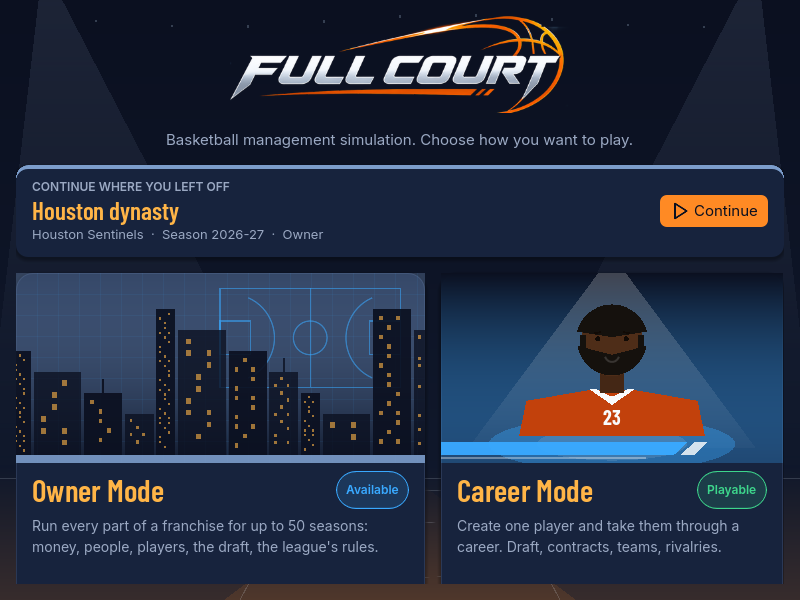 FULL COURT
Basketball management simulation. Choose how you want to play.
CONTINUE WHERE YOU LEFT OFF
Houston dynasty
Houston Sentinels · Season 2026-27 · Owner
Continue
23
Owner Mode
Available
Run every part of a franchise for up to 50 seasons:
money, people, players, the draft, the league's rules.
Career Mode
Playable
Create one player and take them through a
career. Draft, contracts, teams, rivalries.